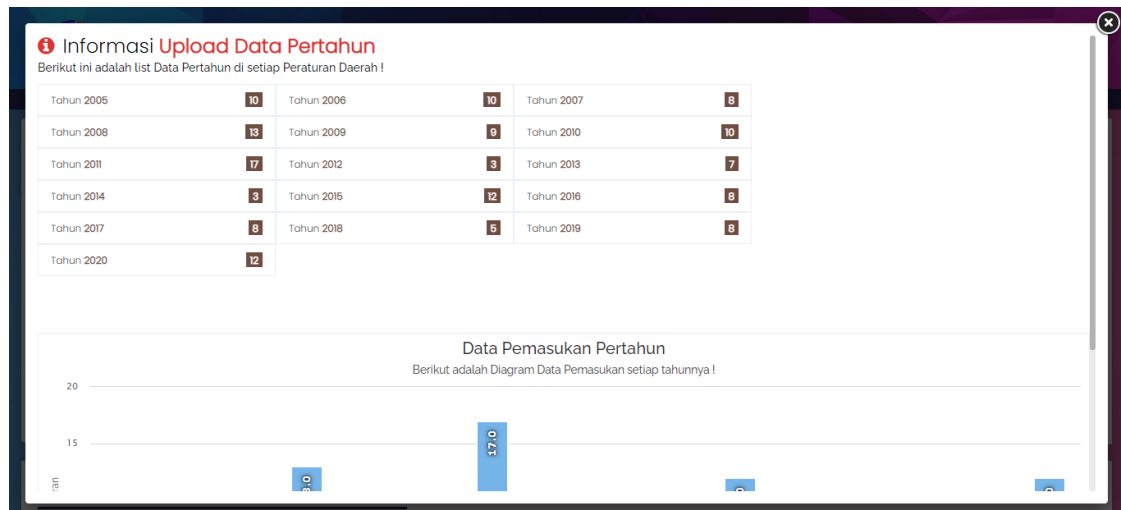 Informasi Upload Data Pertahun
Berikut ini adalah list Data Pertahun di setiap Peraturan Daerah !
Tahun 2005 10 Tahun 2006 10 Tahun 2007 8
Tahun 2008 13 Tahun 2009 9 Tahun 2010 10
Tahun 2011 17 Tahun 2012 3 Tahun 2013 7
Tahun 2014 3 Tahun 2015 12 Tahun 2016 8
Tahun 2017 8 Tahun 2018 5 Tahun 2019 8
Tahun 2020 12
Data Pemasukan Pertahun
Berikut adalah Diagram Data Pemasukan setiap tahunnya !
20
15
17.0